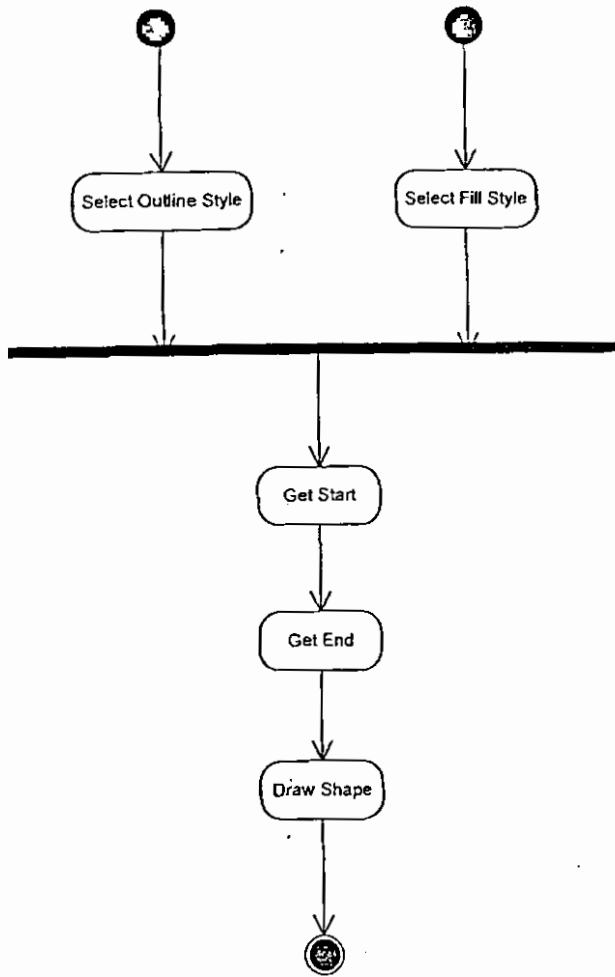 Select Outline Style
Select Fill Style
Get Start
Get End
Draw Shape